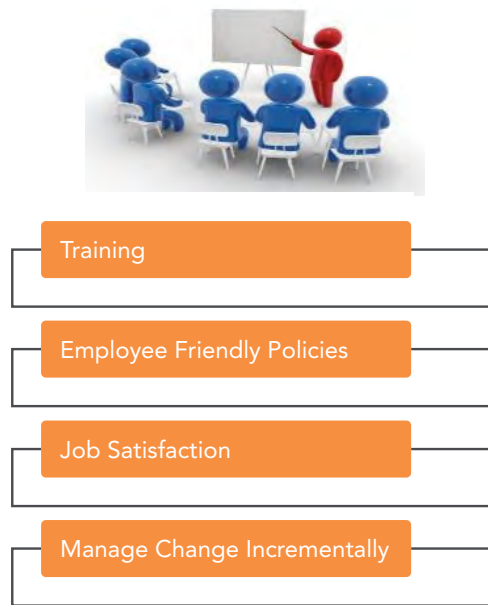 Training
Employee Friendly Policies
Job Satisfaction
Manage Change Incrementally